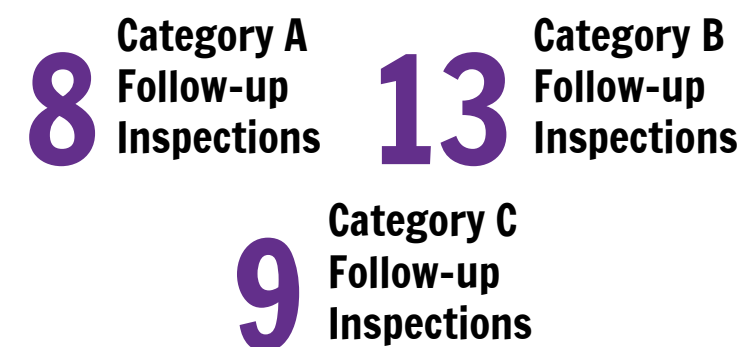 8 Category A
Follow-up
Inspections
13 Category B
Follow-up
Inspections
9 Category C
Follow-up
Inspections